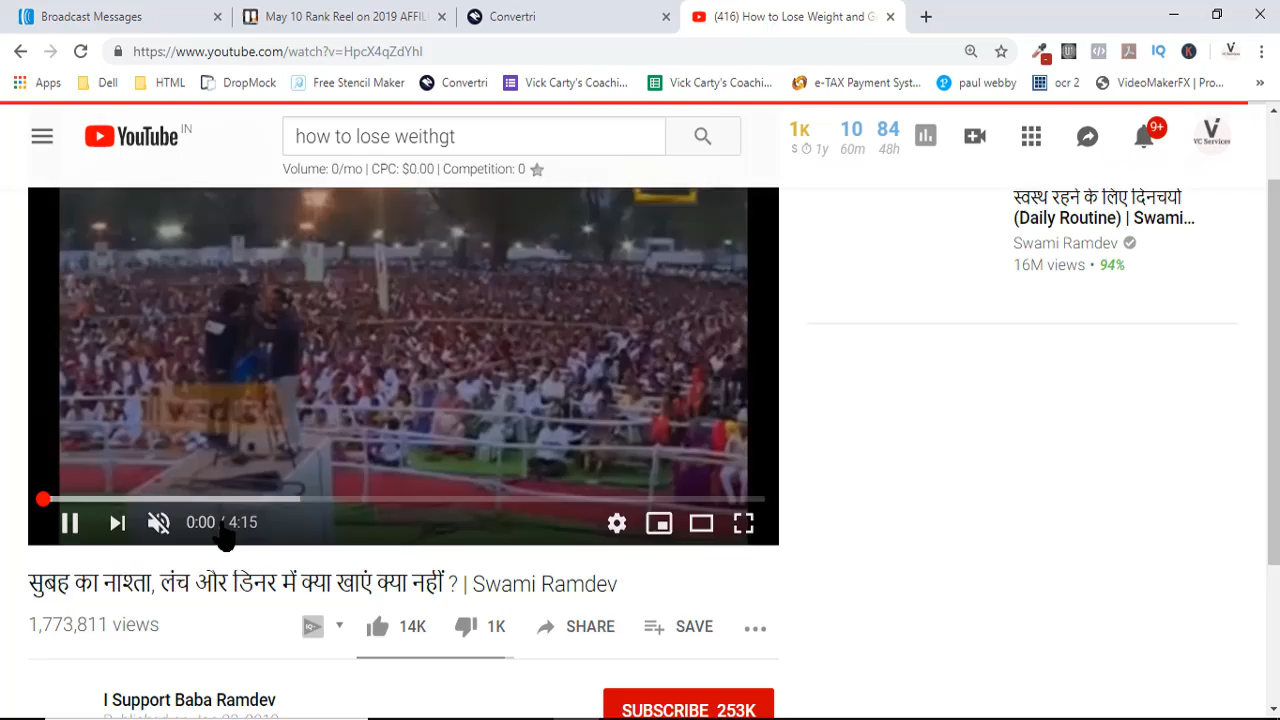 Broadcast Messages
May 10 Rank Reel on 2019 AFFIL
Convertri
(416) How to Lose Weight and G
https://www.youtube.com/watch?v=HpcX4qZdYhI
Apps
Dell
HTML
DropMock
Free Stencil Maker
Convertri
Vick Carty's Coachi...
Vick Carty's Coachi...
e-TAX Payment Syst...
paul webby
ocr 2
VideoMakerFX | Pro...
YouTube IN
how to lose weithgt
1K 10 84
1y 60m 48h
9+
VC Services
Volume: 0/mo | CPC: $0.00 | Competition: 0
स्वस्थ रहने के लिए दिनचर्या
(Daily Routine) | Swami...
Swami Ramdev
16M views • 94%
0:00 / 4:15
सुबह का नाश्ता, लंच और डिनर में क्या खाएं क्या नहीं ? | Swami Ramdev
1,773,811 views
14K
1K
SHARE
SAVE
I Support Baba Ramdev
SUBSCRIBE 253K